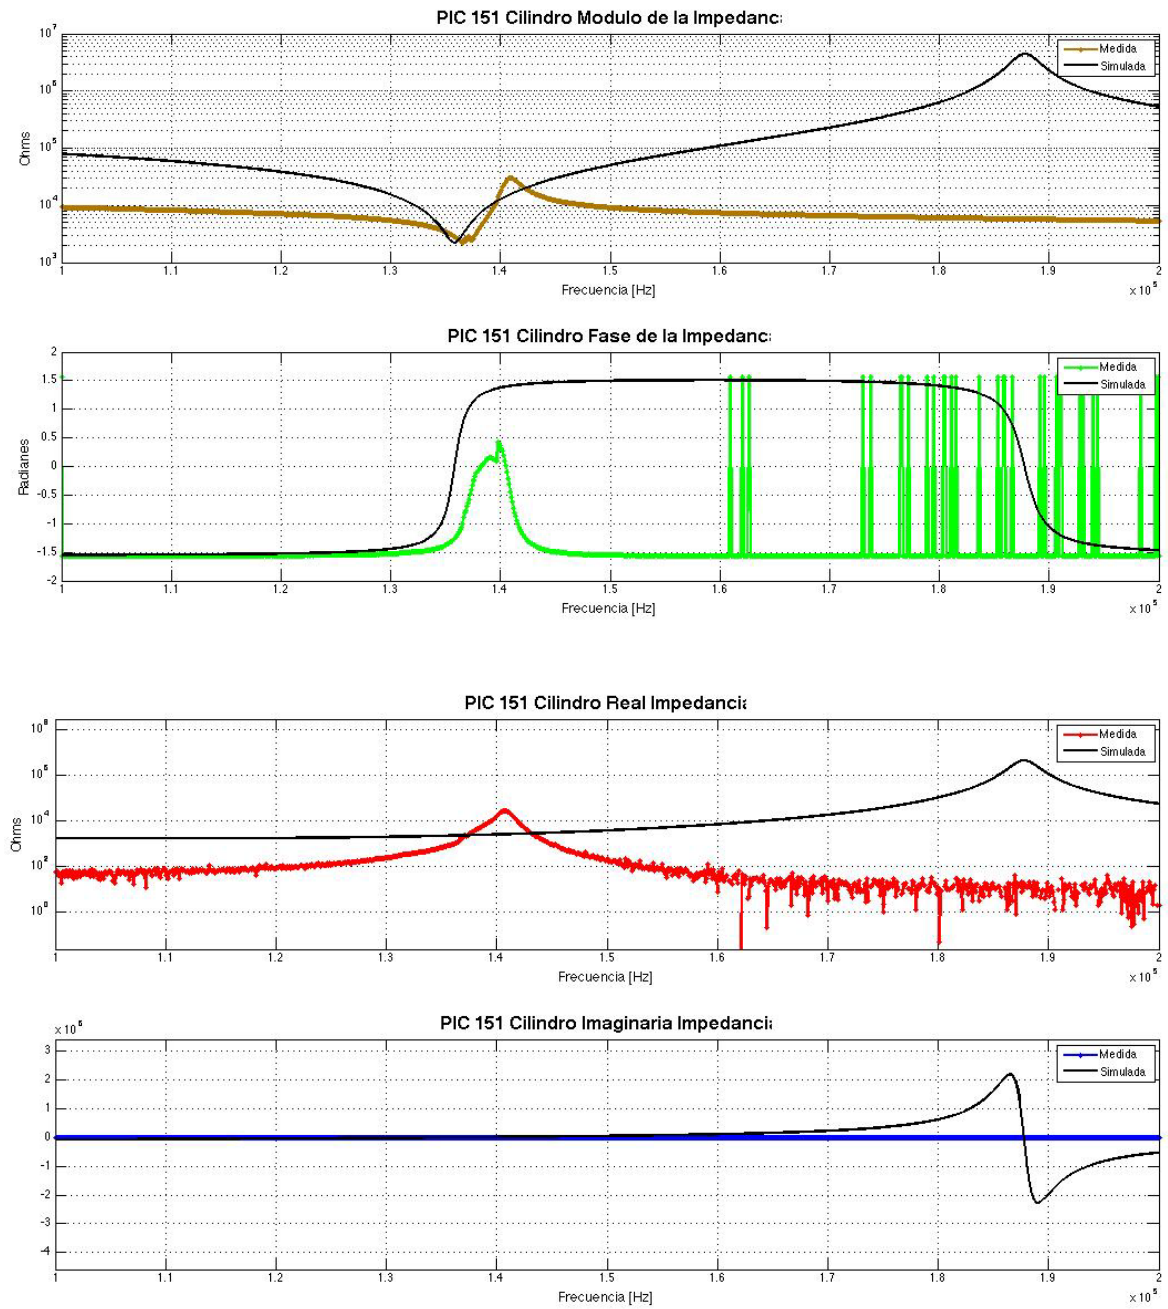 PIC 151 Cilindro Modulo de la Impedanc
10^7
10^6
10^5
10^4
10^3
Ohms
Medida
Simulada
1 1.1 1.2 1.3 1.4 1.5 1.6 1.7 1.8 1.9 2
Frecuencia [Hz]
x 10^5
PIC 151 Cilindro Fase de la Impedanc
2
1.5
1
0.5
0
-0.5
-1
-1.5
-2
Radianes
Medida
Simulada
1 1.1 1.2 1.3 1.4 1.5 1.6 1.7 1.8 1.9 2
Frecuencia [Hz]
x 10^5
PIC 151 Cilindro Real Impedancia
10^8
10^6
10^4
10^2
10^0
Ohms
Medida
Simulada
1 1.1 1.2 1.3 1.4 1.5 1.6 1.7 1.8 1.9 2
Frecuencia [Hz]
x 10^5
PIC 151 Cilindro Imaginaria Impedancia
x 10^6
3
2
1
0
-1
-2
-3
-4
Medida
Simulada
1 1.1 1.2 1.3 1.4 1.5 1.6 1.7 1.8 1.9 2
Frecuencia [Hz]
x 10^5